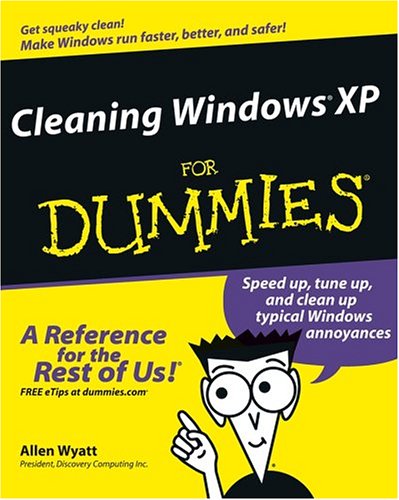 Get squeaky clean!
Make Windows run faster, better, and safer!
Cleaning Windows® XP
FOR
DUMMIES®
Speed up, tune up,
and clean up
typical Windows
annoyances
A Reference
for the
Rest of Us!®
FREE eTips at dummies.com®
Allen Wyatt
President, Discovery Computing Inc.